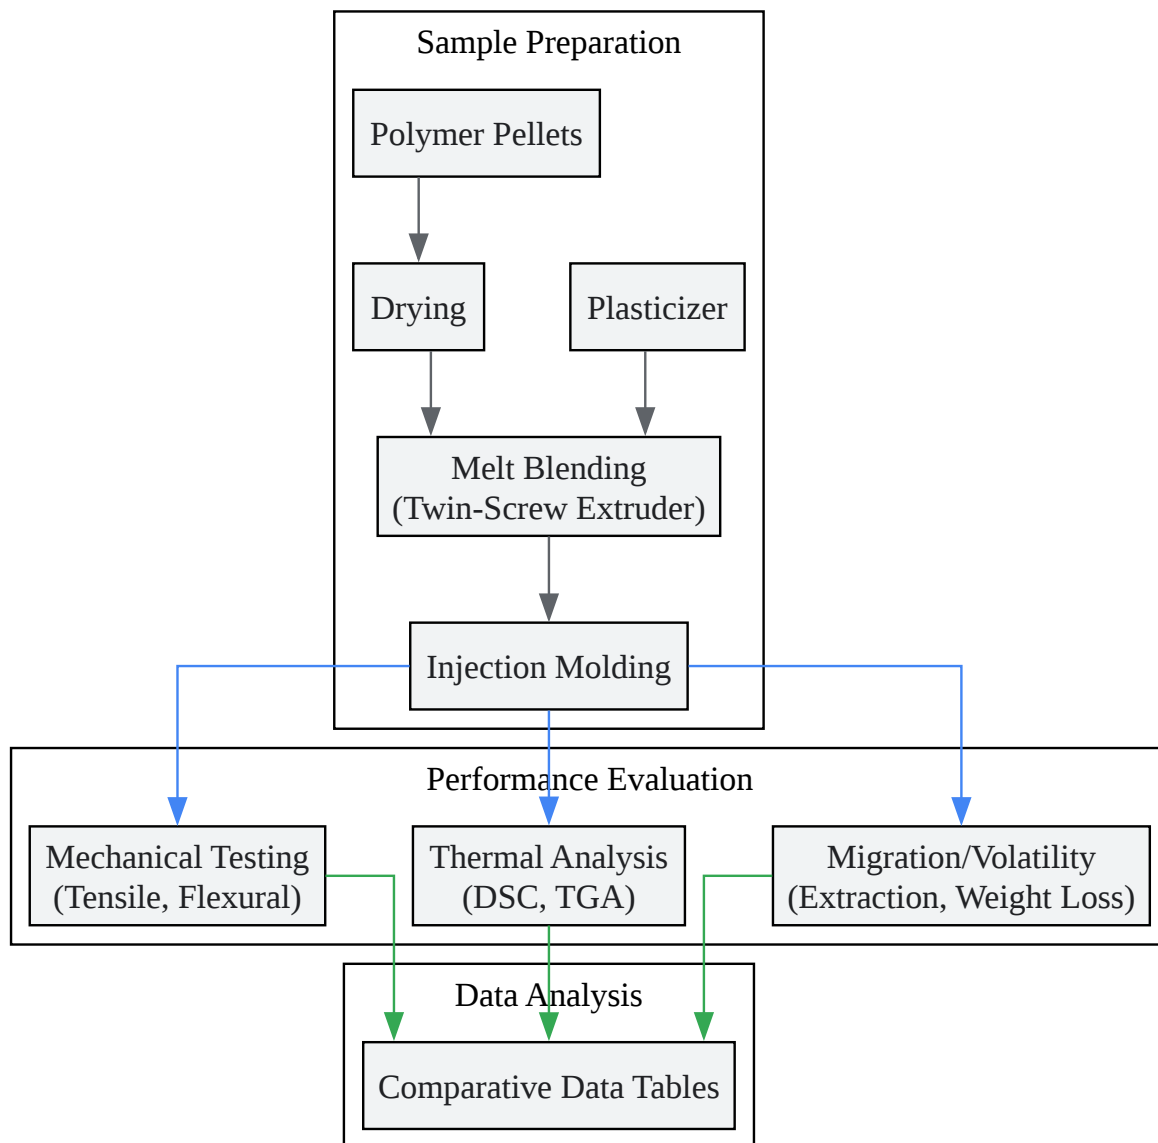 Sample Preparation
Polymer Pellets
Drying
Plasticizer
Melt Blending
(Twin-Screw Extruder)
Injection Molding
Performance Evaluation
Mechanical Testing
(Tensile, Flexural)
Thermal Analysis
(DSC, TGA)
Migration/Volatility
(Extraction, Weight Loss)
Data Analysis
Comparative Data Tables